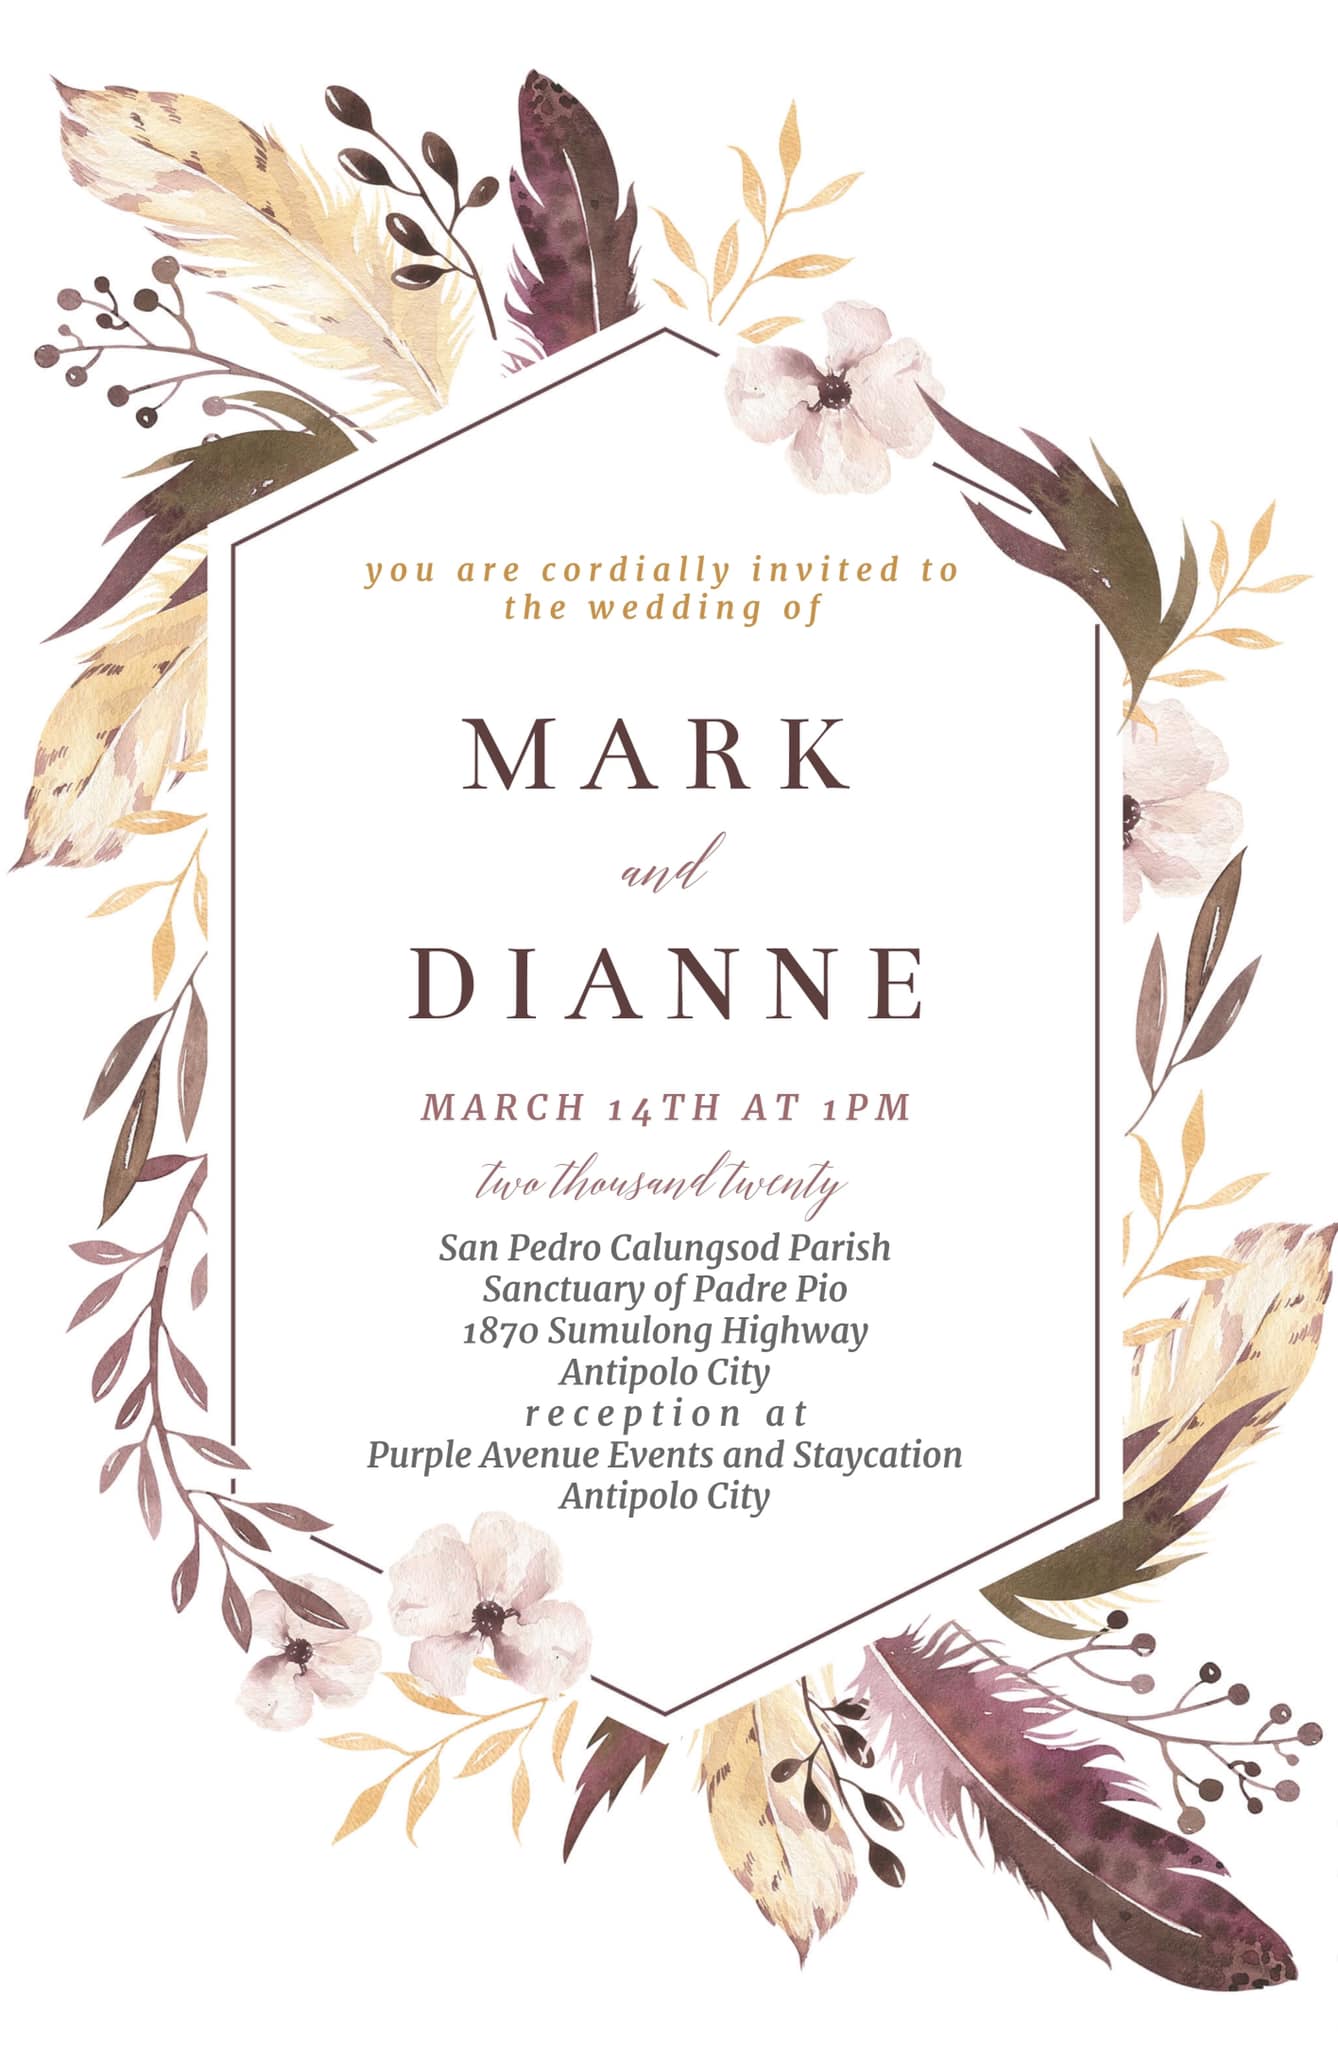 you are cordially invited to
the wedding of
MARK
and
DIANNE
MARCH 14TH AT 1PM
two thousand twenty
San Pedro Calungsod Parish
Sanctuary of Padre Pio
1870 Sumulong Highway
Antipolo City
reception at
Purple Avenue Events and Staycation
Antipolo City